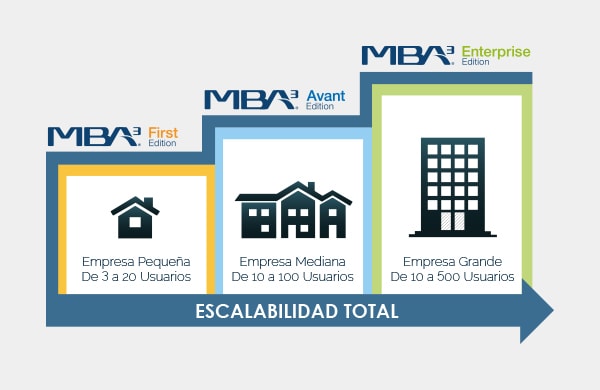 MBA3 First
Edition
Empresa Pequeña
De 3 a 20 Usuarios
MBA3 Avant
Edition
Empresa Mediana
De 10 a 100 Usuarios
MBA3 Enterprise
Edition
Empresa Grande
De 10 a 500 Usuarios
ESCALABILIDAD TOTAL